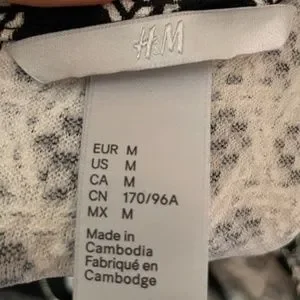 H&M
EUR M
US M
CA M
CN 170/96A
MX M
Made in
Cambodia
Fabriqué en
Cambodge